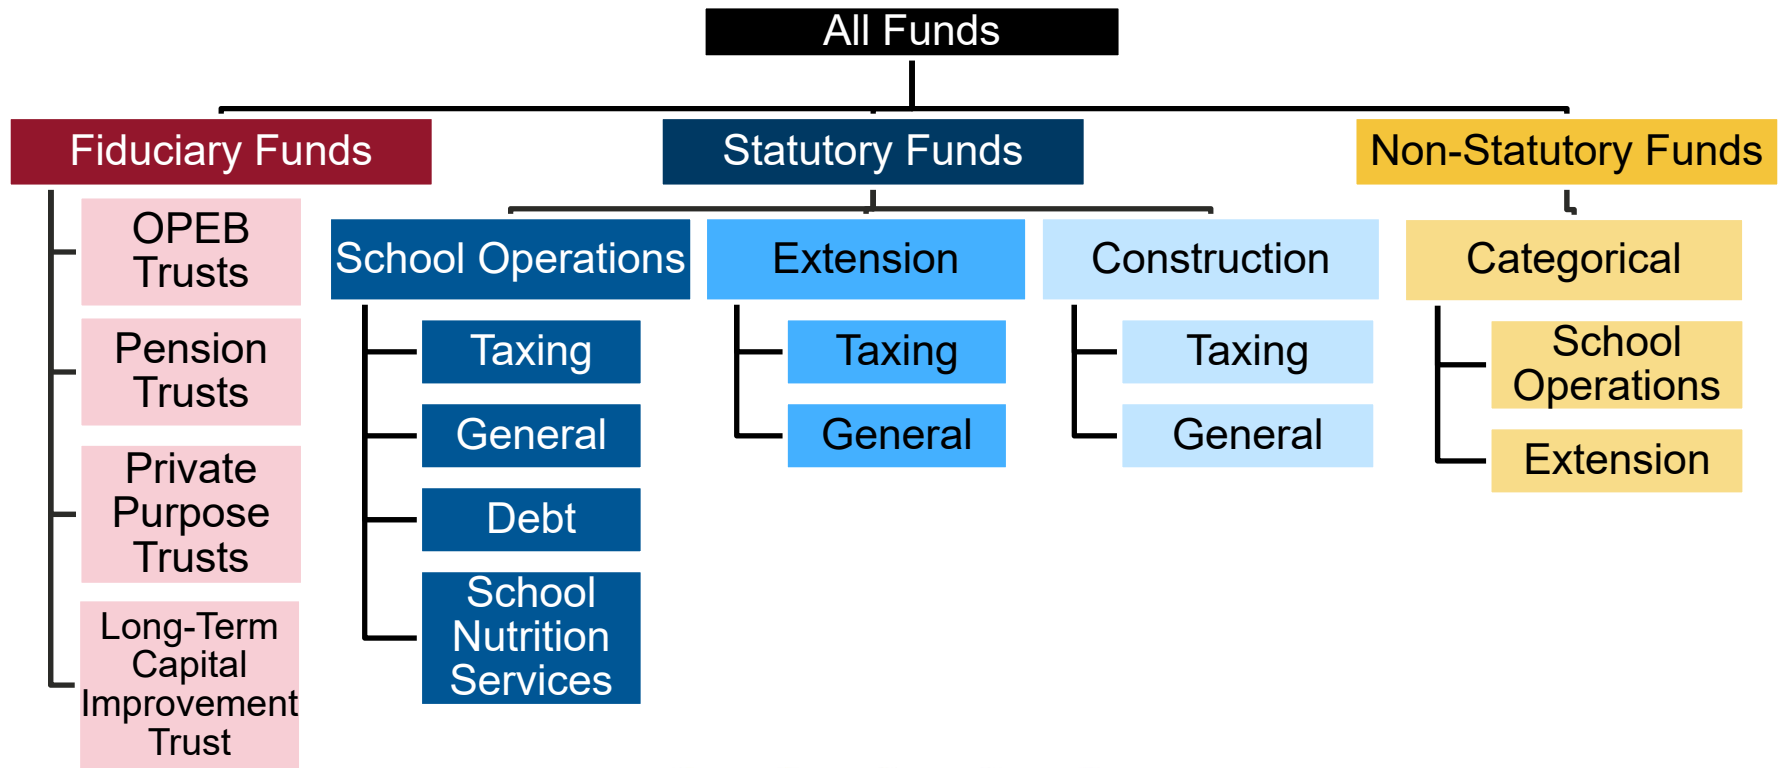 All Funds
Fiduciary Funds
OPEB
Trusts
Pension
Trusts
Private
Purpose
Trusts
Long-Term
Capital
Improvement
Trust
Statutory Funds
School Operations
Taxing
General
Debt
School
Nutrition
Services
Extension
Taxing
General
Construction
Taxing
General
Non-Statutory Funds
Categorical
School
Operations
Extension